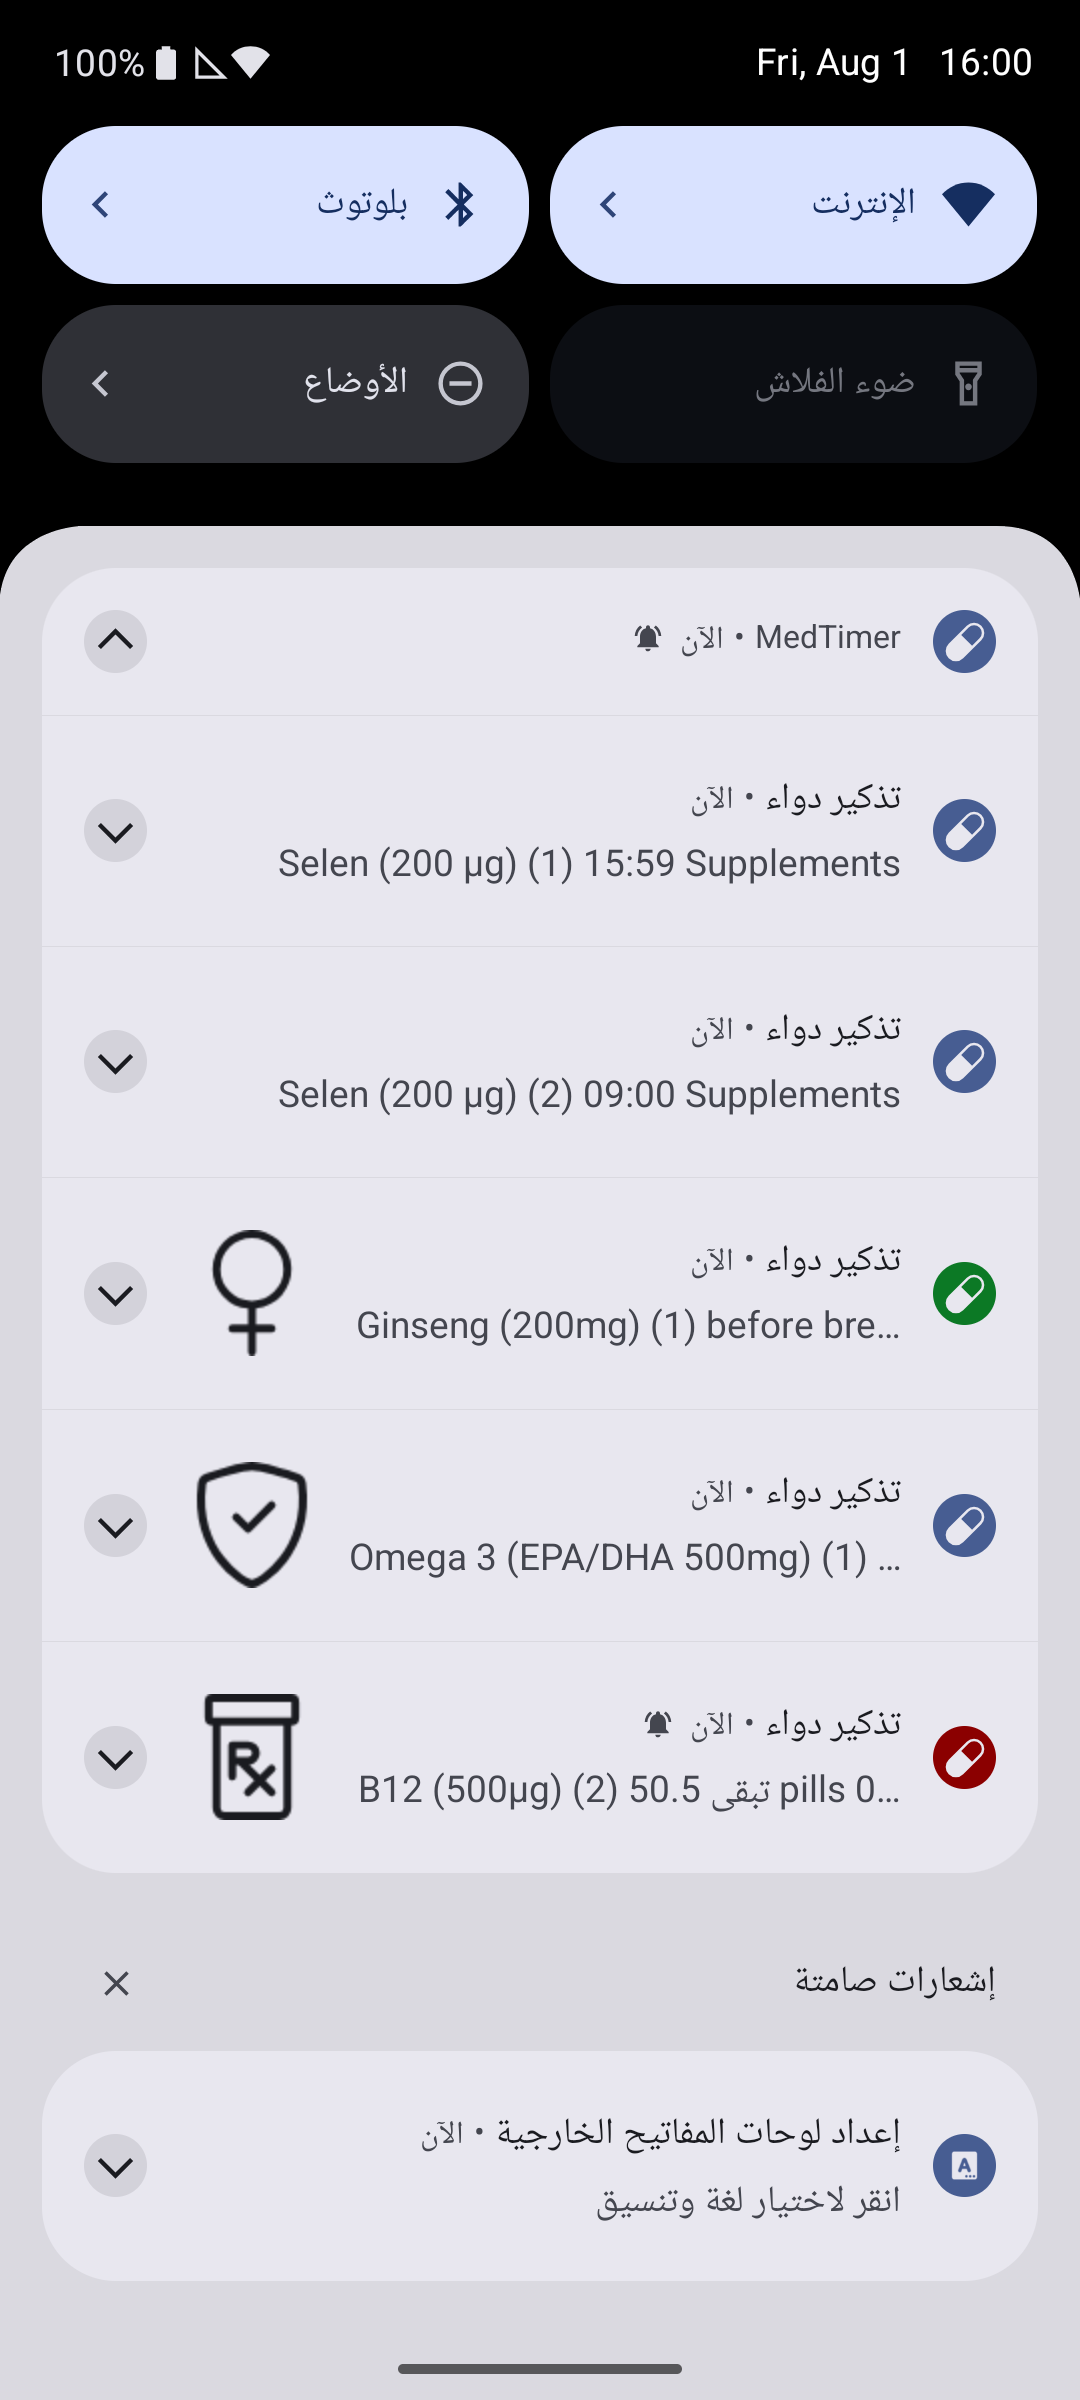 100% Fri, Aug 1 16:00
الإنترنت
بلوتوث
ضوء الفلاش
الأوضاع
MedTimer • الآن
تذكير دواء • الآن
Selen (200 µg) (1) 15:59 Supplements
تذكير دواء • الآن
Selen (200 µg) (2) 09:00 Supplements
تذكير دواء • الآن
Ginseng (200mg) (1) before bre…
تذكير دواء • الآن
Omega 3 (EPA/DHA 500mg) (1) …
Rx
تذكير دواء • الآن
B12 (500µg) (2) 50.5 تبقى pills 0…
إشعارات صامتة
إعداد لوحات المفاتيح الخارجية • الآن
انقر لاختيار لغة وتنسيق